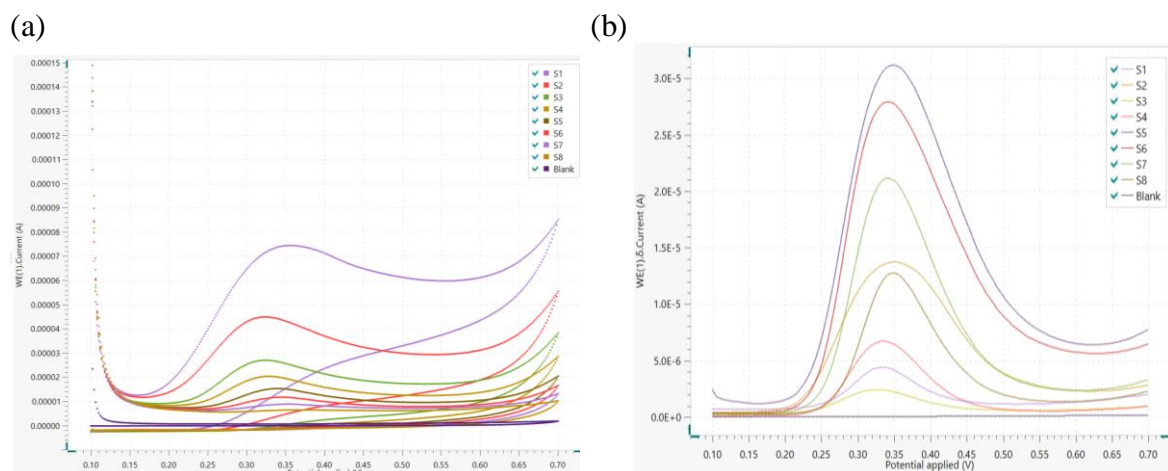 (a)
0.00015
0.00014
0.00013
0.00012
0.00011
0.00010
0.00009
0.00008
0.00007
0.00006
0.00005
0.00004
0.00003
0.00002
0.00001
0.00000
WE(1).Current (A)
0.10 0.15 0.20 0.25 0.30 0.35 0.40 0.45 0.50 0.55 0.60 0.65 0.70
S1
S2
S3
S4
S5
S6
S7
S8
Blank
(b)
3.0E-5
2.5E-5
2.0E-5
1.5E-5
1.0E-5
5.0E-6
0.0E+0
WE(1).δ.Current (A)
0.10 0.15 0.20 0.25 0.30 0.35 0.40 0.45 0.50 0.55 0.60 0.65 0.70
Potential applied (V)
S1
S2
S3
S4
S5
S6
S7
S8
Blank